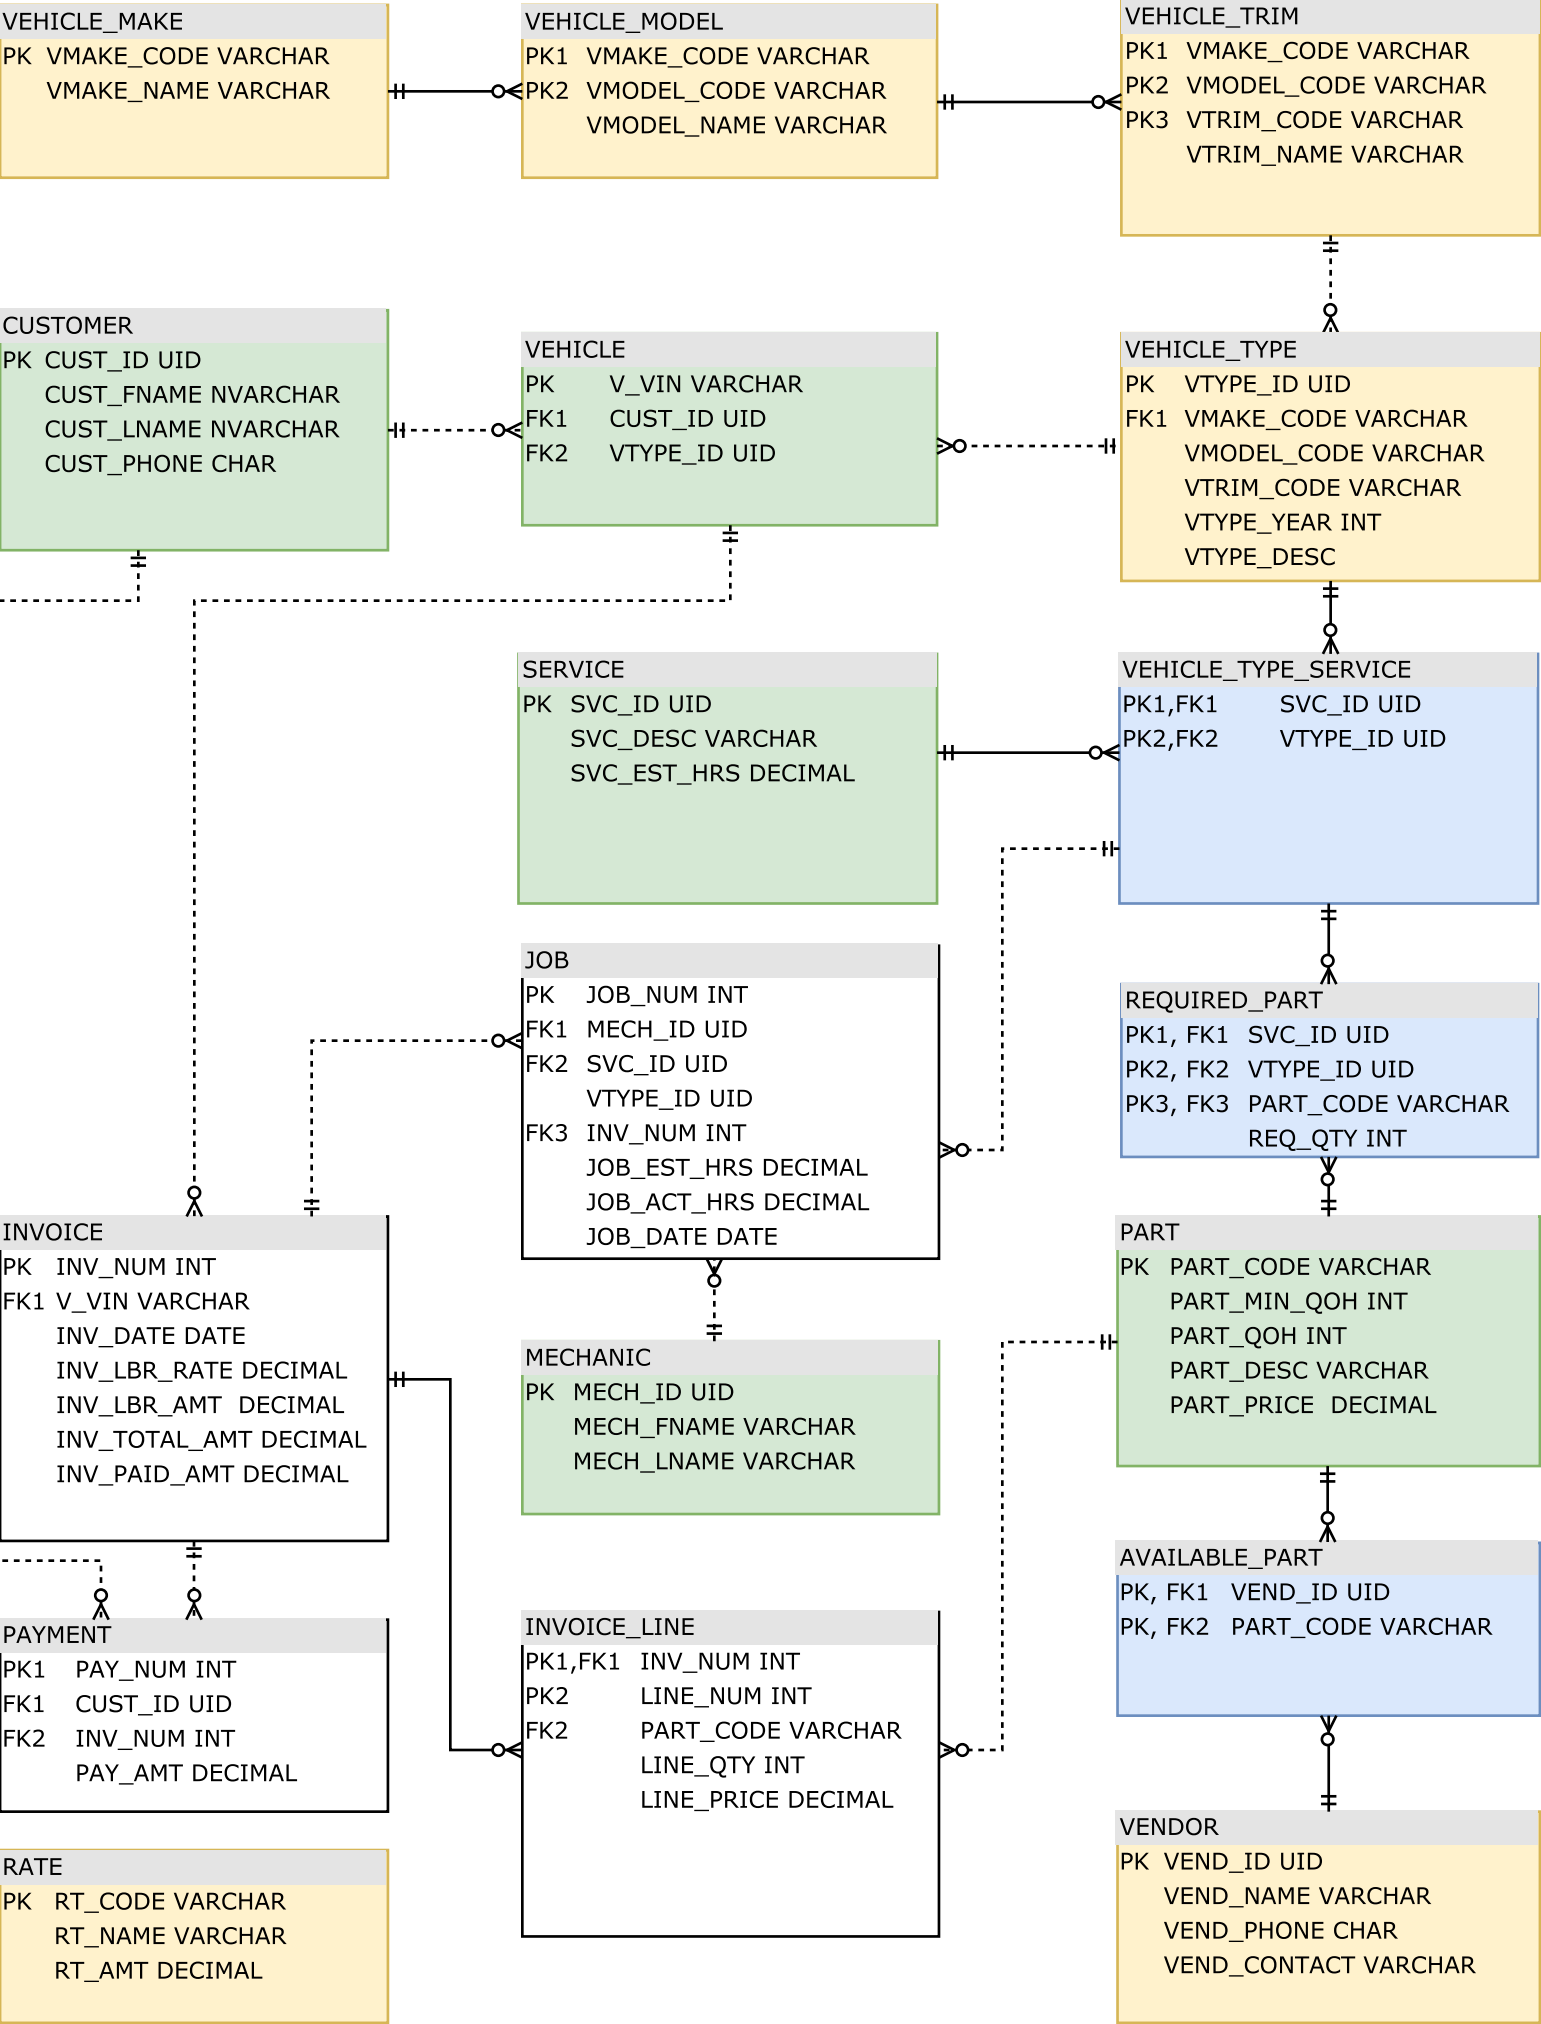 VEHICLE_MAKE
PK VMAKE_CODE VARCHAR
VMAKE_NAME VARCHAR
VEHICLE_MODEL
PK1 VMAKE_CODE VARCHAR
PK2 VMODEL_CODE VARCHAR
VMODEL_NAME VARCHAR
VEHICLE_TRIM
PK1 VMAKE_CODE VARCHAR
PK2 VMODEL_CODE VARCHAR
PK3 VTRIM_CODE VARCHAR
VTRIM_NAME VARCHAR
CUSTOMER
PK CUST_ID UID
CUST_FNAME NVARCHAR
CUST_LNAME NVARCHAR
CUST_PHONE CHAR
VEHICLE
PK V_VIN VARCHAR
FK1 CUST_ID UID
FK2 VTYPE_ID UID
VEHICLE_TYPE
PK VTYPE_ID UID
FK1 VMAKE_CODE VARCHAR
VMODEL_CODE VARCHAR
VTRIM_CODE VARCHAR
VTYPE_YEAR INT
VTYPE_DESC
SERVICE
PK SVC_ID UID
SVC_DESC VARCHAR
SVC_EST_HRS DECIMAL
VEHICLE_TYPE_SERVICE
PK1,FK1 SVC_ID UID
PK2,FK2 VTYPE_ID UID
JOB
PK JOB_NUM INT
FK1 MECH_ID UID
FK2 SVC_ID UID
VTYPE_ID UID
FK3 INV_NUM INT
JOB_EST_HRS DECIMAL
JOB_ACT_HRS DECIMAL
JOB_DATE DATE
REQUIRED_PART
PK1, FK1 SVC_ID UID
PK2, FK2 VTYPE_ID UID
PK3, FK3 PART_CODE VARCHAR
REQ_QTY INT
INVOICE
PK INV_NUM INT
FK1 V_VIN VARCHAR
INV_DATE DATE
INV_LBR_RATE DECIMAL
INV_LBR_AMT DECIMAL
INV_TOTAL_AMT DECIMAL
INV_PAID_AMT DECIMAL
MECHANIC
PK MECH_ID UID
MECH_FNAME VARCHAR
MECH_LNAME VARCHAR
PART
PK PART_CODE VARCHAR
PART_MIN_QOH INT
PART_QOH INT
PART_DESC VARCHAR
PART_PRICE DECIMAL
PAYMENT
PK1 PAY_NUM INT
FK1 CUST_ID UID
FK2 INV_NUM INT
PAY_AMT DECIMAL
INVOICE_LINE
PK1,FK1 INV_NUM INT
PK2 LINE_NUM INT
FK2 PART_CODE VARCHAR
LINE_QTY INT
LINE_PRICE DECIMAL
AVAILABLE_PART
PK, FK1 VEND_ID UID
PK, FK2 PART_CODE VARCHAR
RATE
PK RT_CODE VARCHAR
RT_NAME VARCHAR
RT_AMT DECIMAL
VENDOR
PK VEND_ID UID
VEND_NAME VARCHAR
VEND_PHONE CHAR
VEND_CONTACT VARCHAR